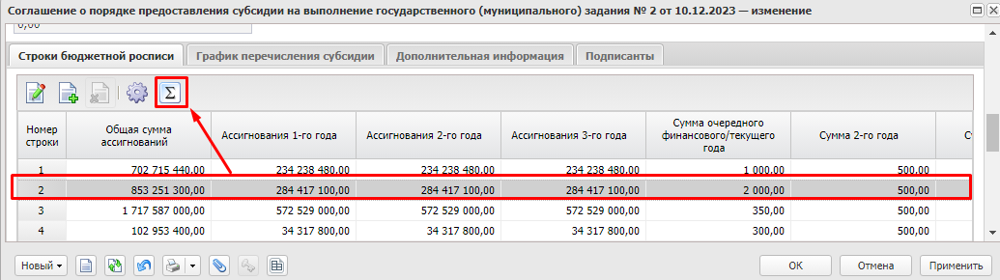 Соглашение о порядке предоставления субсидии на выполнение государственного (муниципального) задания № 2 от 10.12.2023 — изменение
0,00
Строки бюджетной росписи График перечисления субсидии Дополнительная информация Подписанты
Σ
Номер строки Общая сумма ассигнований Ассигнования 1-го года Ассигнования 2-го года Ассигнования 3-го года Сумма очередного финансового/текущего года Сумма 2-го года
1 702 715 440,00 234 238 480,00 234 238 480,00 234 238 480,00 1 000,00 500,00
2 853 251 300,00 284 417 100,00 284 417 100,00 284 417 100,00 2 000,00 500,00
3 1 717 587 000,00 572 529 000,00 572 529 000,00 572 529 000,00 350,00 500,00
4 102 953 400,00 34 317 800,00 34 317 800,00 34 317 800,00 300,00 500,00
Новый ОК Отмена Применить